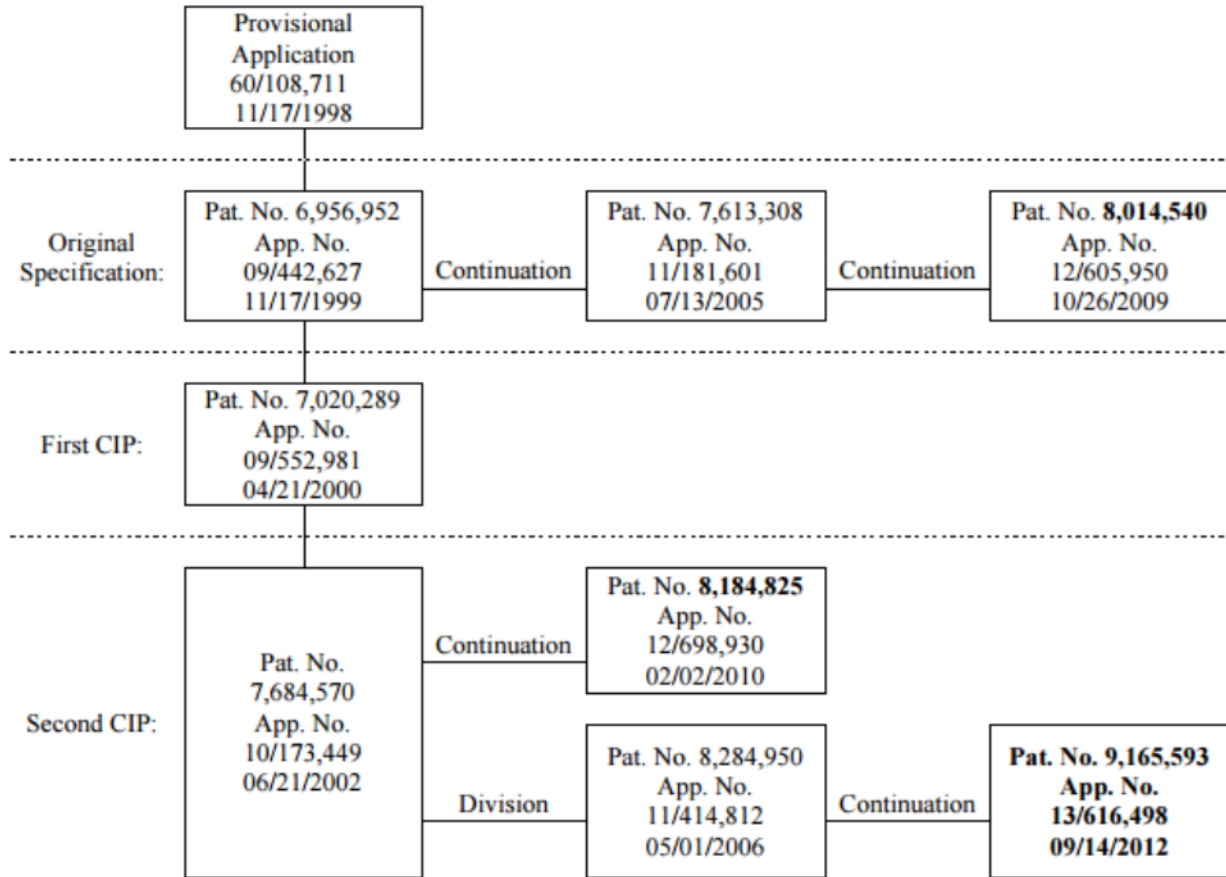 Provisional
Application
60/108,711
11/17/1998
Original
Specification:
Pat. No. 6,956,952
App. No.
09/442,627
11/17/1999
Continuation
Pat. No. 7,613,308
App. No.
11/181,601
07/13/2005
Continuation
Pat. No. 8,014,540
App. No.
12/605,950
10/26/2009
First CIP:
Pat. No. 7,020,289
App. No.
09/552,981
04/21/2000
Second CIP:
Pat. No.
7,684,570
App. No.
10/173,449
06/21/2002
Continuation
Pat. No. 8,184,825
App. No.
12/698,930
02/02/2010
Division
Pat. No. 8,284,950
App. No.
11/414,812
05/01/2006
Continuation
Pat. No. 9,165,593
App. No.
13/616,498
09/14/2012